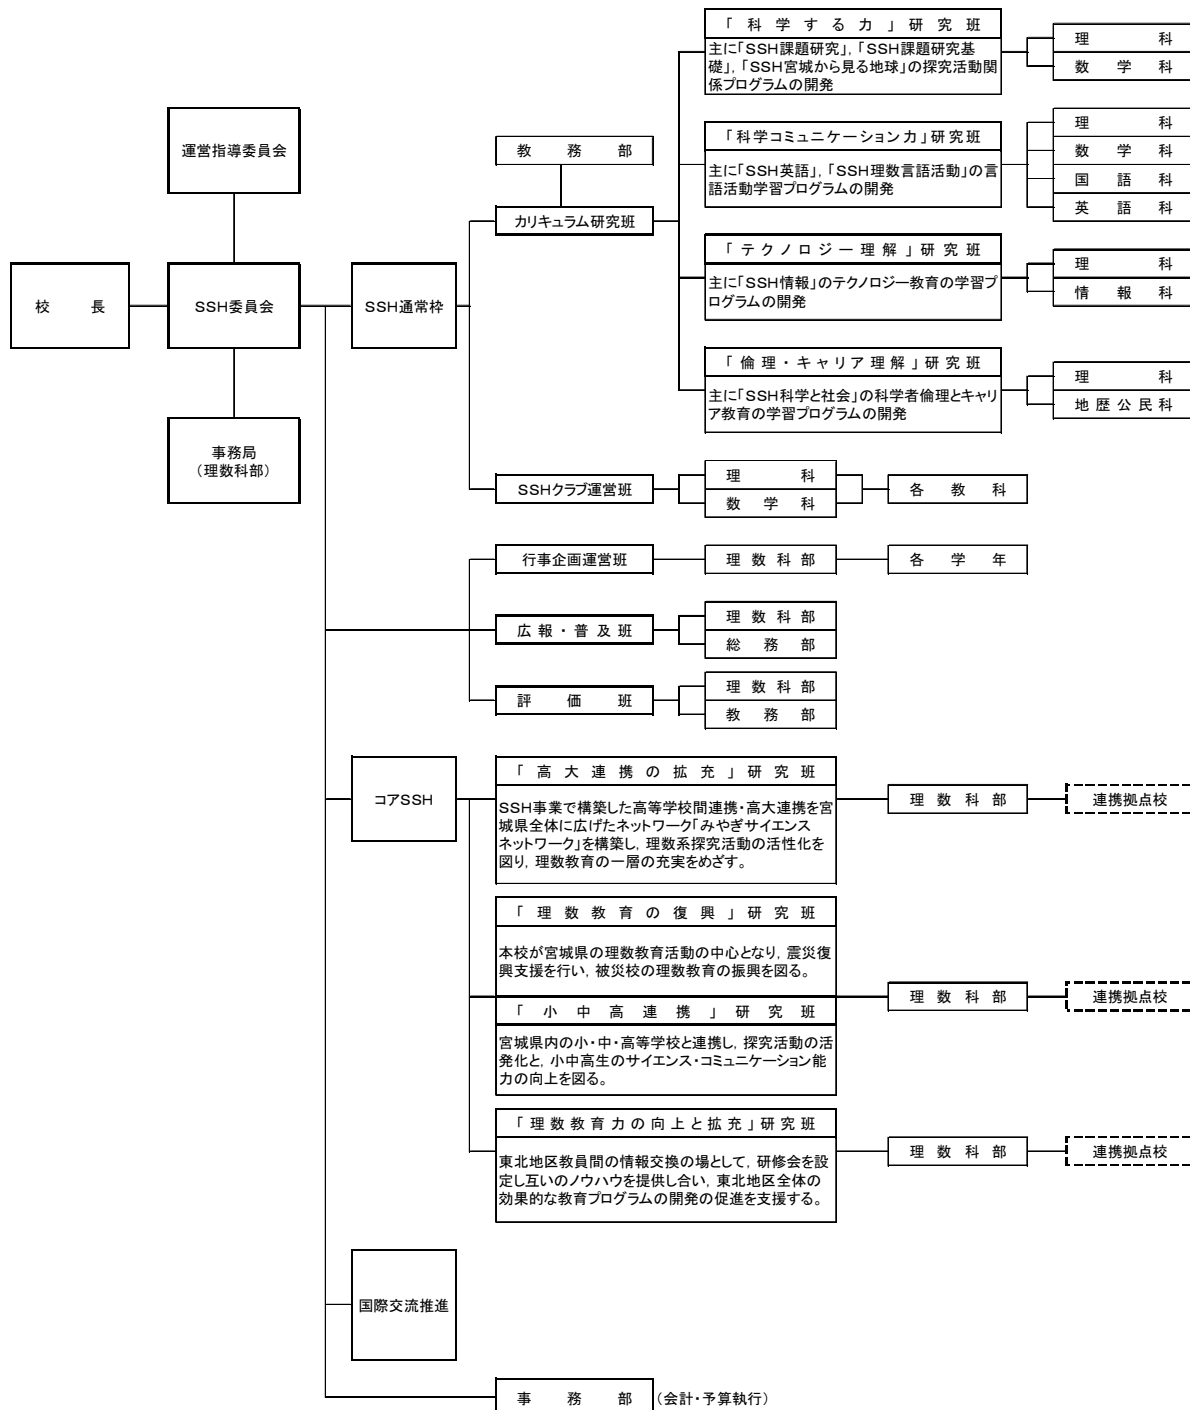 校長
運営指導委員会
SSH委員会
事務局
(理数科部)
SSH通常枠
教務部
カリキュラム研究班
「科学する力」研究班
主に「SSH課題研究」,「SSH課題研究基
礎」,「SSH宮城から見る地球」の探究活動関
係プログラムの開発
理科
数学科
「科学コミュニケーション力」研究班
主に「SSH英語」,「SSH理数言語活動」の言
語活動学習プログラムの開発
理科
数学科
国語科
英語科
「テクノロジー理解」研究班
主に「SSH情報」のテクノロジー教育の学習プ
ログラムの開発
理科
情報科
「倫理・キャリア理解」研究班
主に「SSH科学と社会」の科学者倫理とキャリ
ア教育の学習プログラムの開発
理科
地歴公民科
SSHクラブ運営班
理科
数学科
各教科
行事企画運営班
理数科部
各学年
広報・普及班
理数科部
総務部
評価班
理数科部
教務部
コアSSH
「高大連携の拡充」研究班
SSH事業で構築した高等学校間連携・高大連携を宮
城県全体に広げたネットワーク「みやぎサイエンス
ネットワーク」を構築し,理数系探究活動の活性化を
図り,理数教育の一層の充実をめざす。
理数科部
連携拠点校
「理数教育の復興」研究班
本校が宮城県の理数教育活動の中心となり,震災復
興支援を行い,被災校の理数教育の振興を図る。
「小中高連携」研究班
宮城県内の小・中・高等学校と連携し,探究活動の活
発化と,小中高生のサイエンス・コミュニケーション能
力の向上を図る。
理数科部
連携拠点校
「理数教育力の向上と拡充」研究班
東北地区教員間の情報交換の場として,研修会を設
定し互いのノウハウを提供し合い,東北地区全体の
効果的な教育プログラムの開発の促進を支援する。
理数科部
連携拠点校
国際交流推進
事務部 (会計・予算執行)